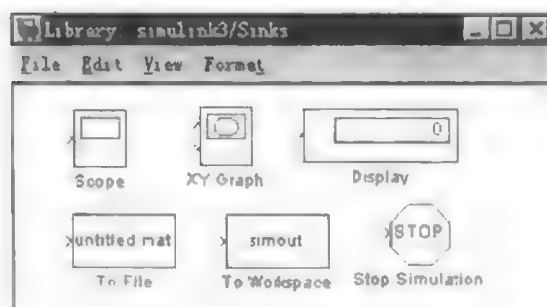 Library: simulink3/Sinks
File Edit View Format
0
Scope XY Graph Display
untitled mat simout STOP
To File To Workspace Stop Simulation